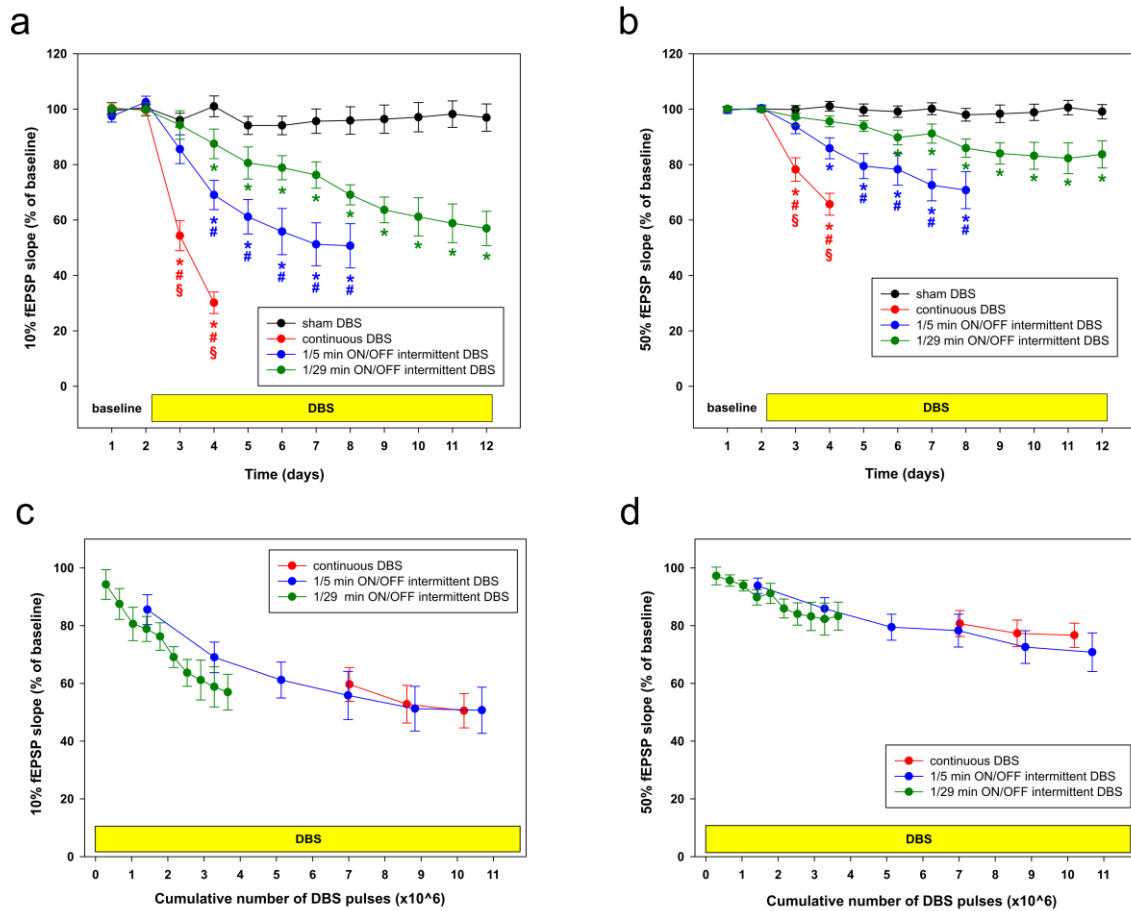 a
10% fEPSP slope (% of baseline)
120
100
80
60
40
20
0
*
#
§
*
#
§
*
#
*
#
*
#
*
#
*
#
*
*
*
*
*
*
*
*
*
sham DBS
continuous DBS
1/5 min ON/OFF intermittent DBS
1/29 min ON/OFF intermittent DBS
baseline
DBS
1 2 3 4 5 6 7 8 9 10 11 12
Time (days)
b
50% fEPSP slope (% of baseline)
120
100
80
60
40
20
0
*
#
§
*
#
§
*
*
#
*
#
*
#
*
#
*
*
*
*
*
*
*
sham DBS
continuous DBS
1/5 min ON/OFF intermittent DBS
1/29 min ON/OFF intermittent DBS
baseline
DBS
1 2 3 4 5 6 7 8 9 10 11 12
Time (days)
c
10% fEPSP slope (% of baseline)
100
80
60
40
20
0
continuous DBS
1/5 min ON/OFF intermittent DBS
1/29 min ON/OFF intermittent DBS
DBS
0 1 2 3 4 5 6 7 8 9 10 11
Cumulative number of DBS pulses (x10^6)
d
50% fEPSP slope (% of baseline)
100
80
60
40
20
0
continuous DBS
1/5 min ON/OFF intermittent DBS
1/29 min ON/OFF intermittent DBS
DBS
0 1 2 3 4 5 6 7 8 9 10 11
Cumulative number of DBS pulses (x10^6)